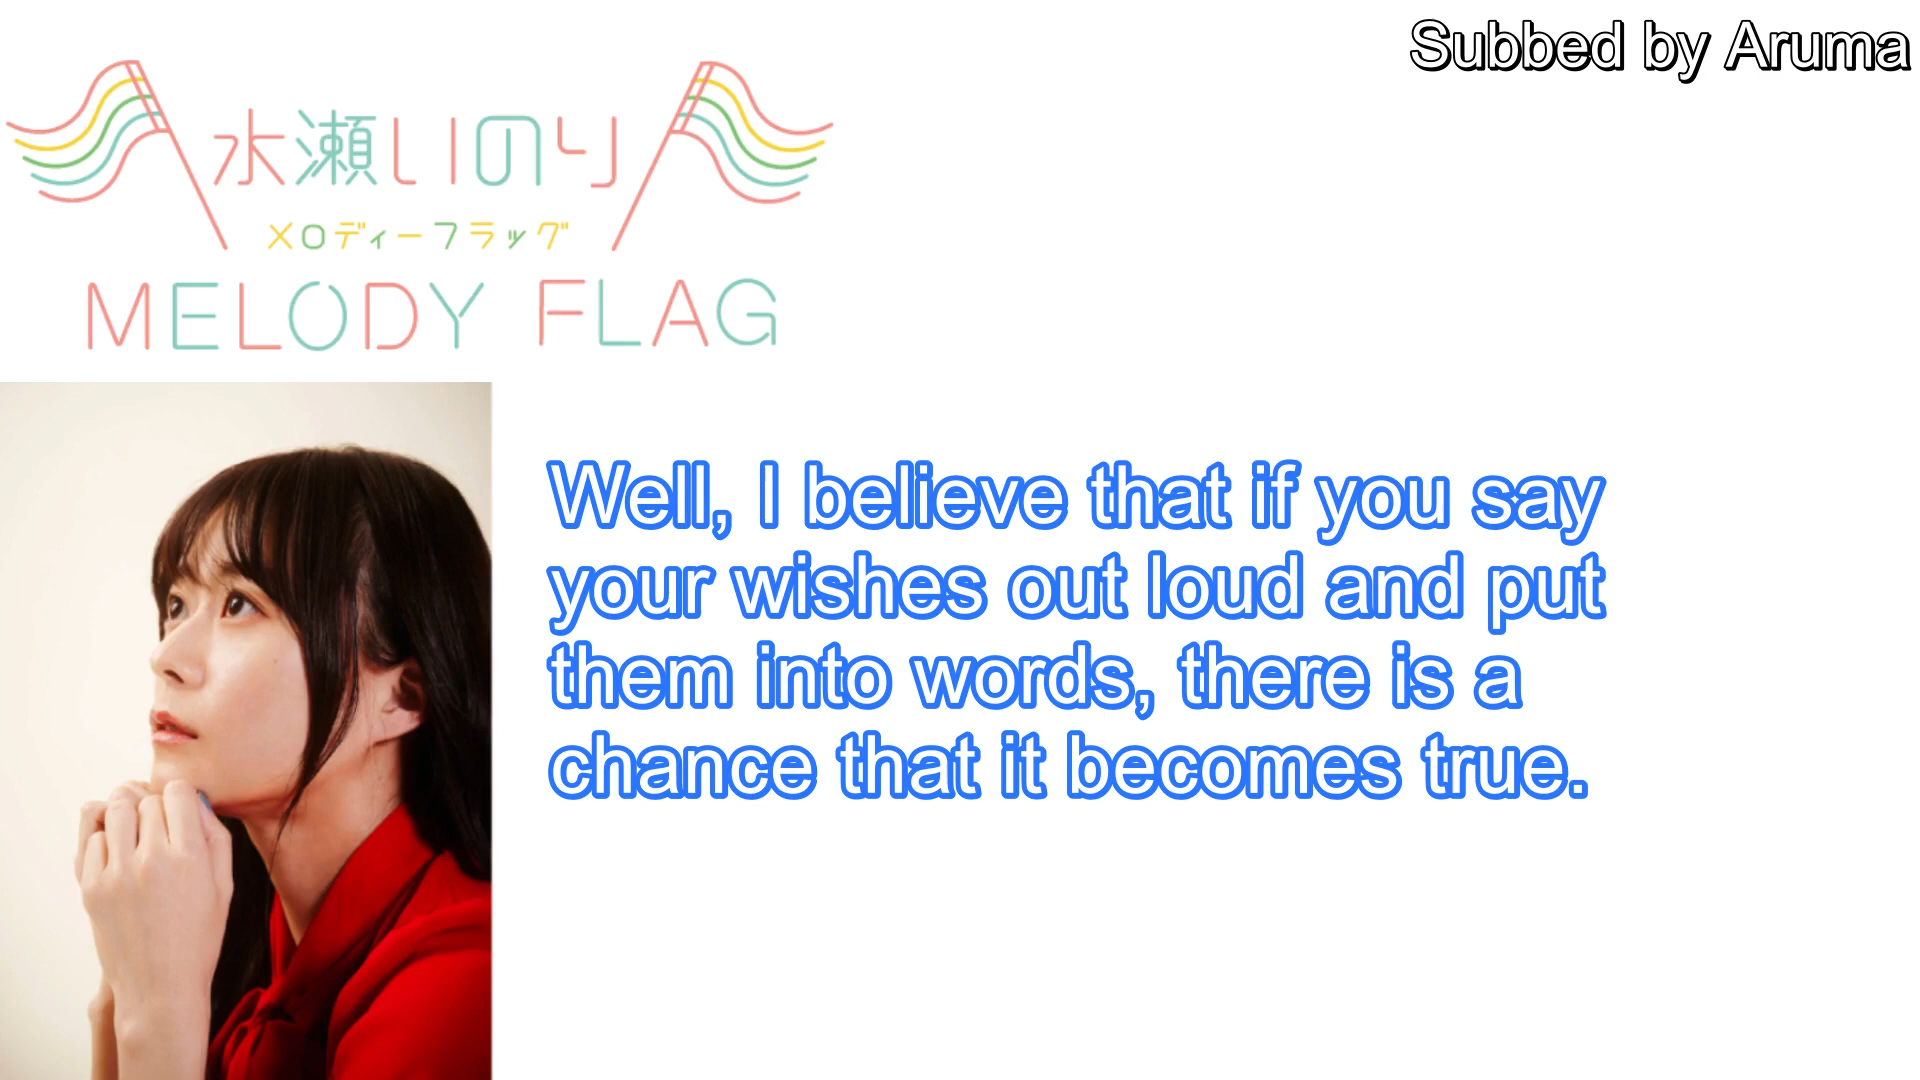 Subbed by Aruma
水瀬いのり
メロディーフラッグ
MELODY FLAG
Well, I believe that if you say
your wishes out loud and put
them into words, there is a
chance that it becomes true.